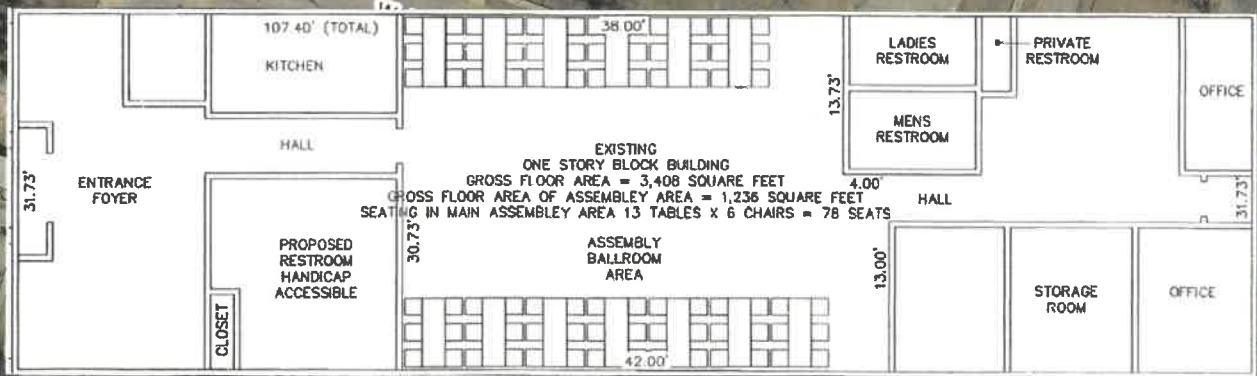 107.40' (TOTAL)
38.00'
KITCHEN
LADIES
RESTROOM
PRIVATE
RESTROOM
OFFICE
13.73'
MENS
RESTROOM
HALL
31.73'
ENTRANCE
FOYER
EXISTING
ONE STORY BLOCK BUILDING
GROSS FLOOR AREA = 3,408 SQUARE FEET
GROSS FLOOR AREA OF ASSEMBLEY AREA = 1,236 SQUARE FEET
SEATING IN MAIN ASSEMBLEY AREA 13 TABLES X 6 CHAIRS = 78 SEATS
4.00'
HALL
31.73'
PROPOSED
RESTROOM
HANDICAP
ACCESSIBLE
30.73'
ASSEMBLY
BALLROOM
AREA
13.00'
STORAGE
ROOM
OFFICE
CLOSET
42.00'